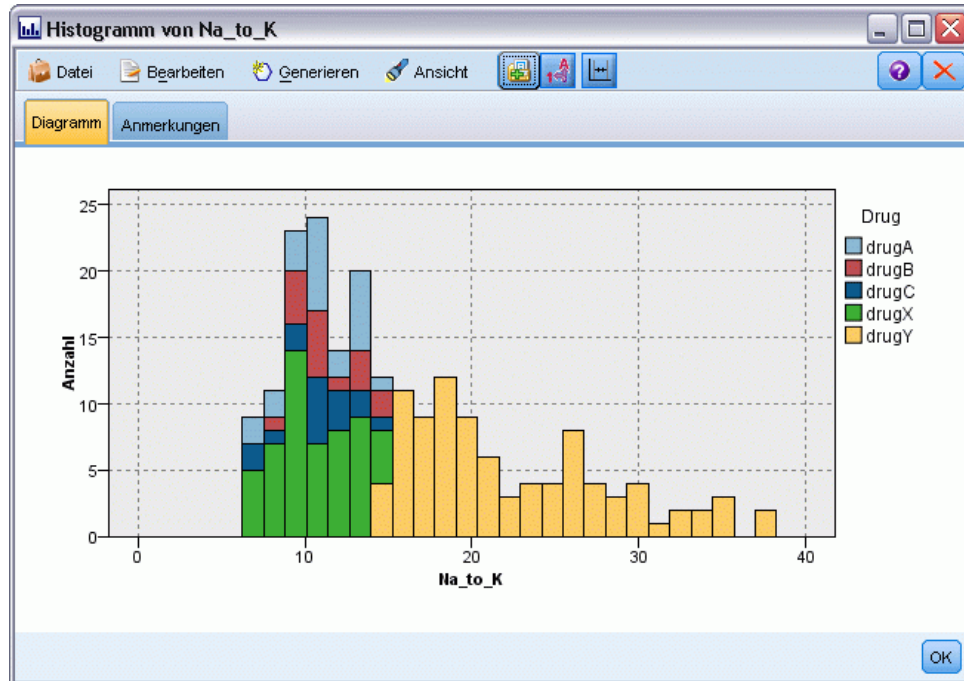 Histogramm von Na_to_K
Datei Bearbeiten Generieren Ansicht
Diagramm Anmerkungen
25
20
15
10
5
0
Anzahl
0 10 20 30 40
Na_to_K
Drug
drugA
drugB
drugC
drugX
drugY
OK